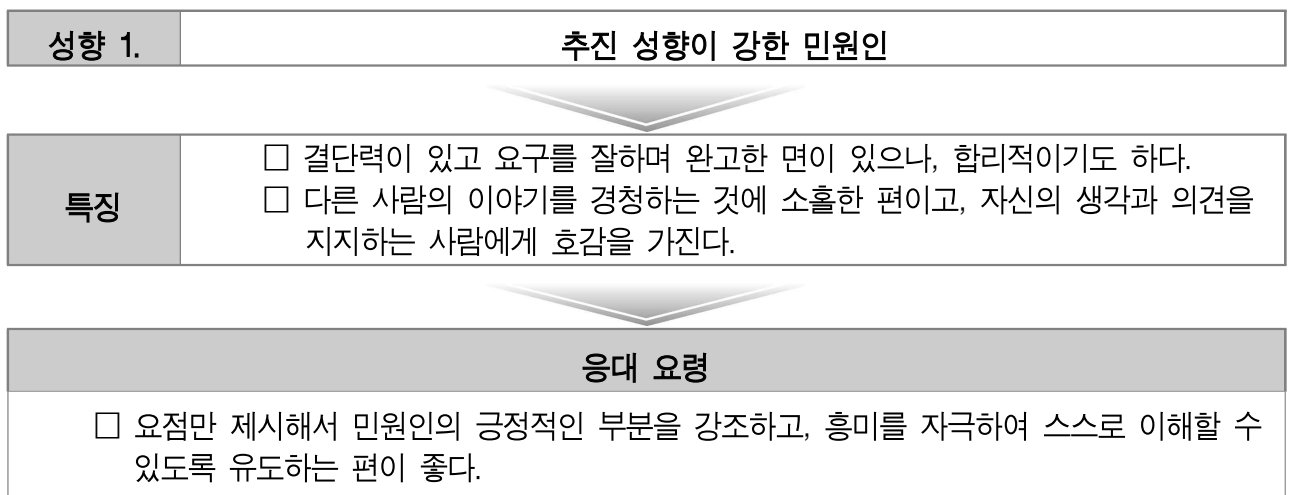 성향 1. 추진 성향이 강한 민원인
특징
□ 결단력이 있고 요구를 잘하며 완고한 면이 있으나, 합리적이기도 하다.
□ 다른 사람의 이야기를 경청하는 것에 소홀한 편이고, 자신의 생각과 의견을
지지하는 사람에게 호감을 가진다.
응대 요령
□ 요점만 제시해서 민원인의 긍정적인 부분을 강조하고, 흥미를 자극하여 스스로 이해할 수
있도록 유도하는 편이 좋다.